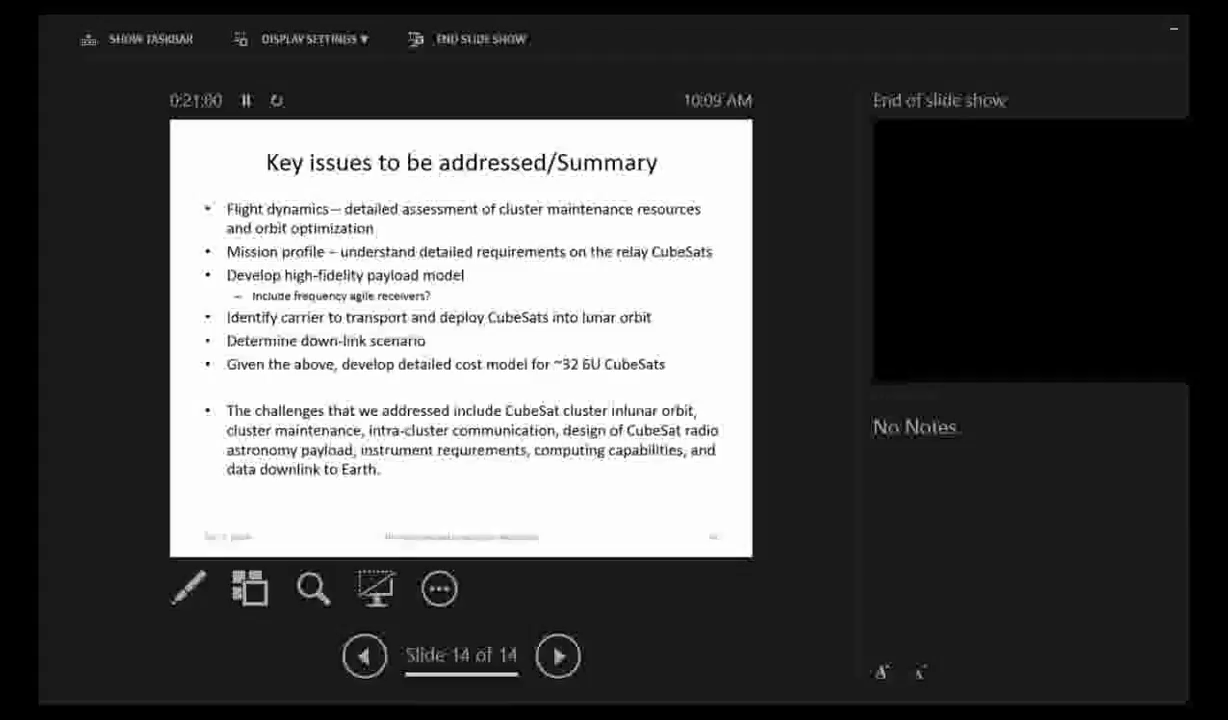 SHOW TASKBAR DISPLAY SETTINGS ▼ END SLIDE SHOW
0:21:00 10:09 AM
End of slide show
Key issues to be addressed/Summary
• Flight dynamics – detailed assessment of cluster maintenance resources
and orbit optimization
• Mission profile – understand detailed requirements on the relay CubeSats
• Develop high-fidelity payload model
– Include frequency agile receivers?
• Identify carrier to transport and deploy CubeSats into lunar orbit
• Determine down-link scenario
• Given the above, develop detailed cost model for ~32 6U CubeSats
• The challenges that we addressed include CubeSat cluster inlunar orbit,
cluster maintenance, intra-cluster communication, design of CubeSat radio
astronomy payload, instrument requirements, computing capabilities, and
data downlink to Earth.
No Notes.
Slide 14 of 14
A A